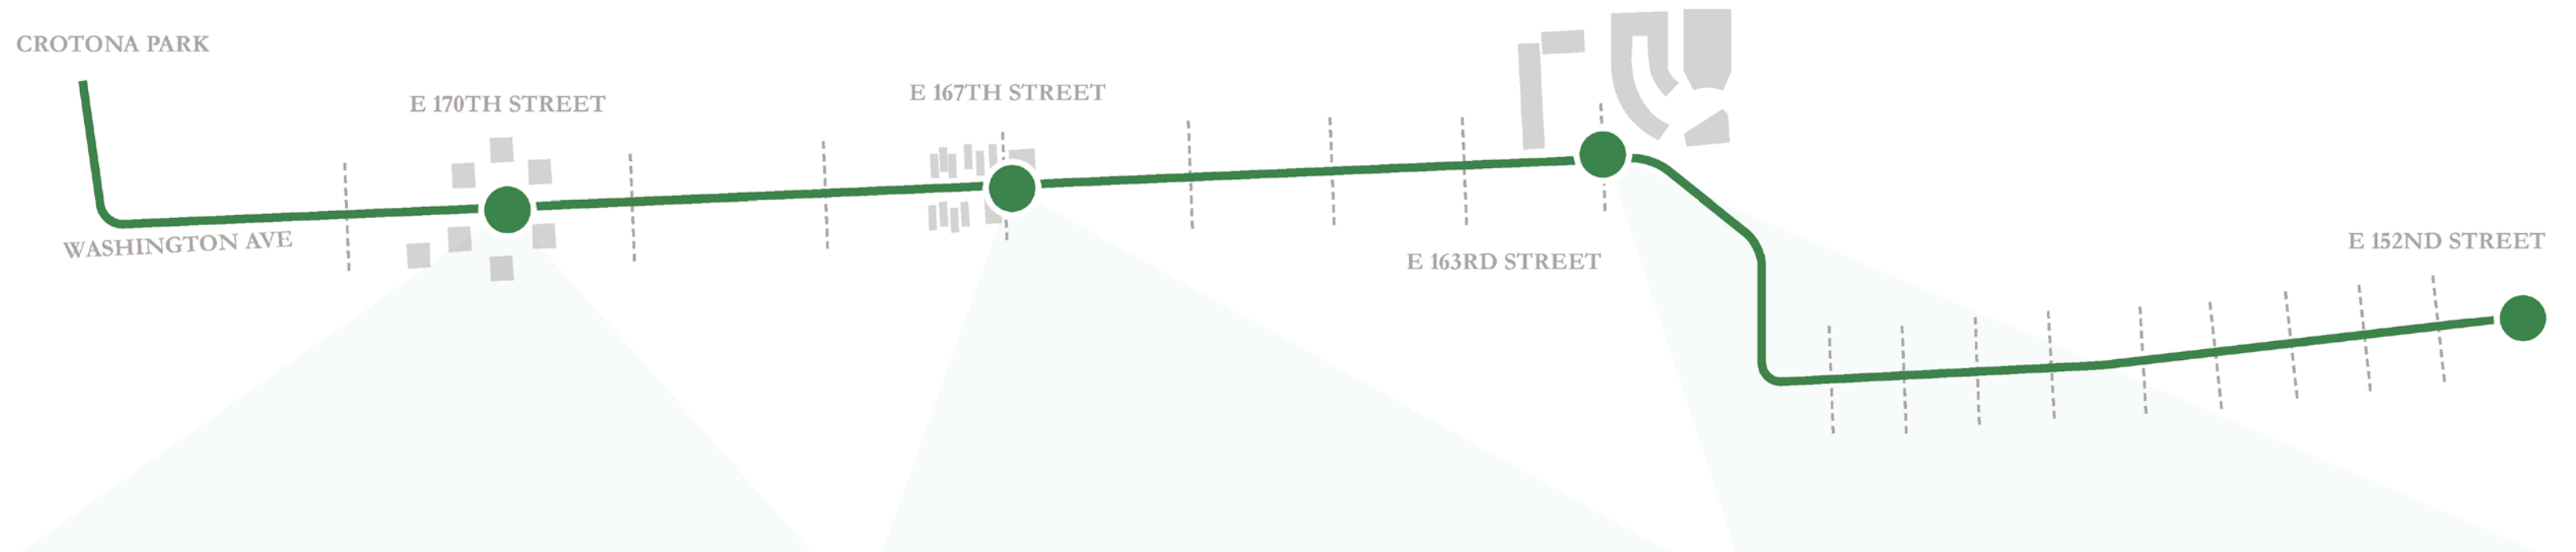 CROTONA PARK
E 170TH STREET
E 167TH STREET
WASHINGTON AVE
E 163RD STREET
E 152ND STREET